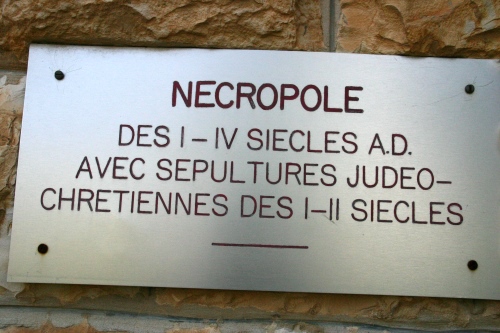 NECROPOLE
DES I – IV SIECLES A.D.
AVEC SEPULTURES JUDEO–
CHRETIENNES DES I–II SIECLES